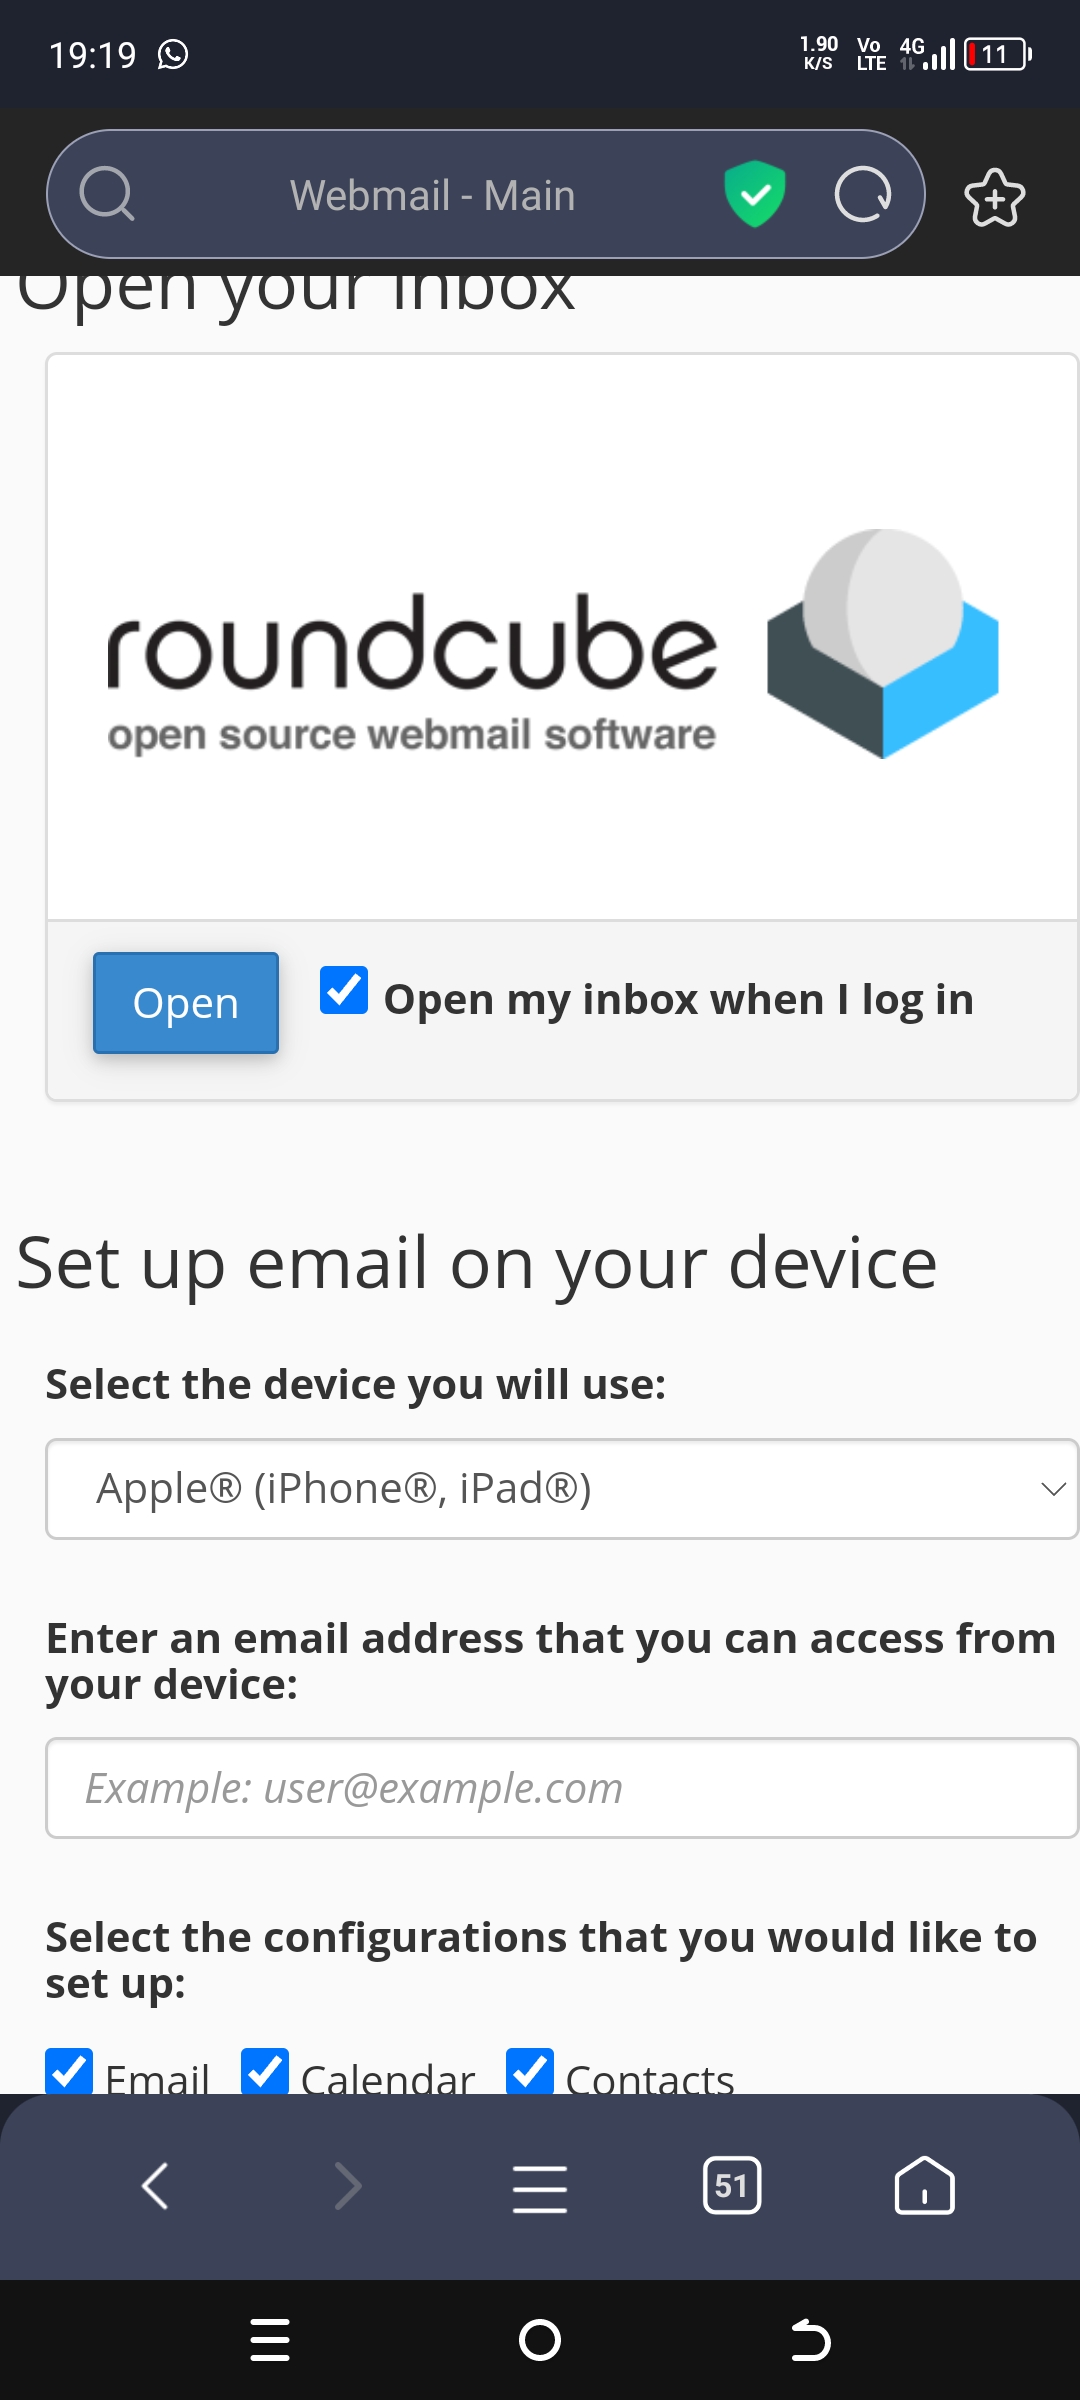 19:19
1.90 K/S Vo LTE 4G 11
Webmail - Main
Open your inbox
roundcube
open source webmail software
Open
Open my inbox when I log in
Set up email on your device
Select the device you will use:
Apple® (iPhone®, iPad®)
Enter an email address that you can access from
your device:
Example: user@example.com
Select the configurations that you would like to
set up:
Email Calendar Contacts
51